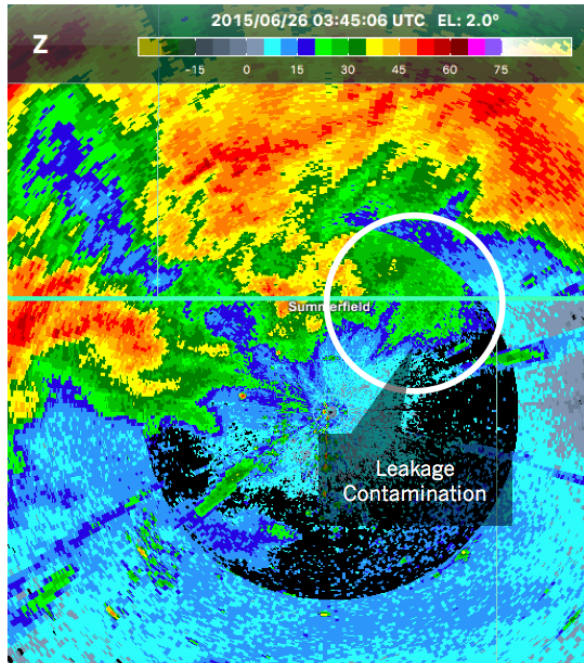 2015/06/26 03:45:06 UTC EL: 2.0°
Z
-15 0 15 30 45 60 75
Summerfield
Leakage
Contamination